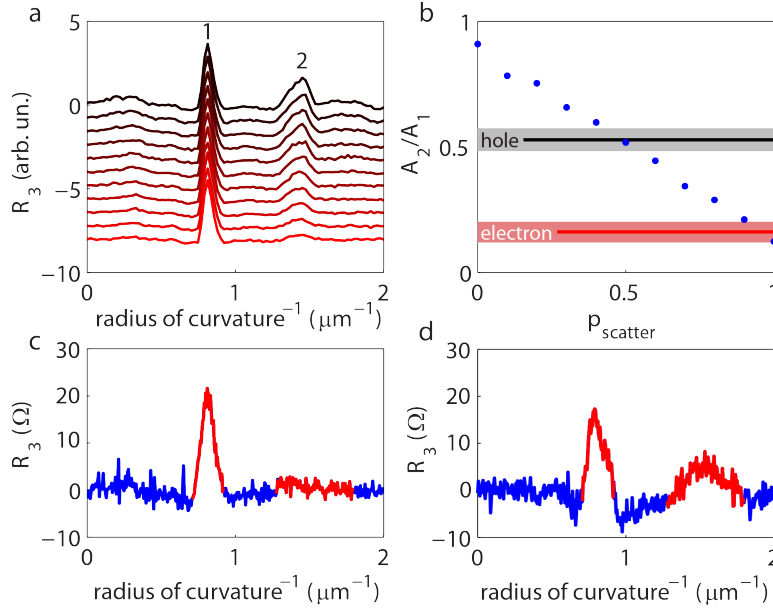 a
1
2
5
0
−5
−10
R3 (arb. un.)
0 1 2
radius of curvature−1 (μm−1)
b
1
0.5
0
A2/A1
hole
electron
0 0.5 1
pscatter
c
30
20
10
0
−10
R3 (Ω)
0 1 2
radius of curvature−1 (μm−1)
d
30
20
10
0
−10
R3 (Ω)
0 1 2
radius of curvature−1 (μm−1)